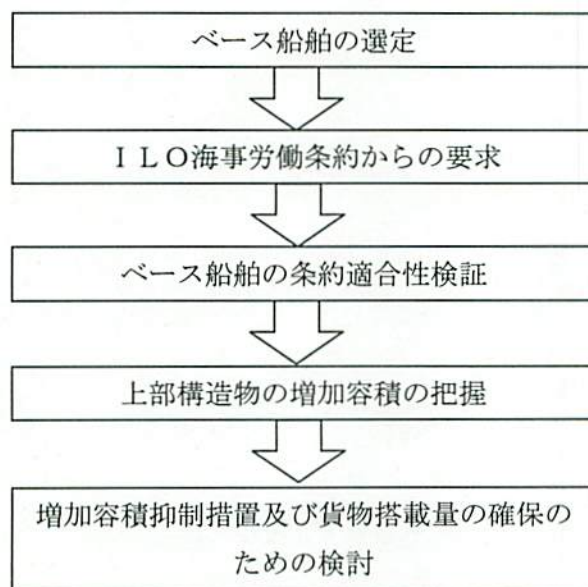 ベース船舶の選定
ＩＬＯ海事労働条約からの要求
ベース船舶の条約適合性検証
上部構造物の増加容積の把握
増加容積抑制措置及び貨物搭載量の確保の
ための検討